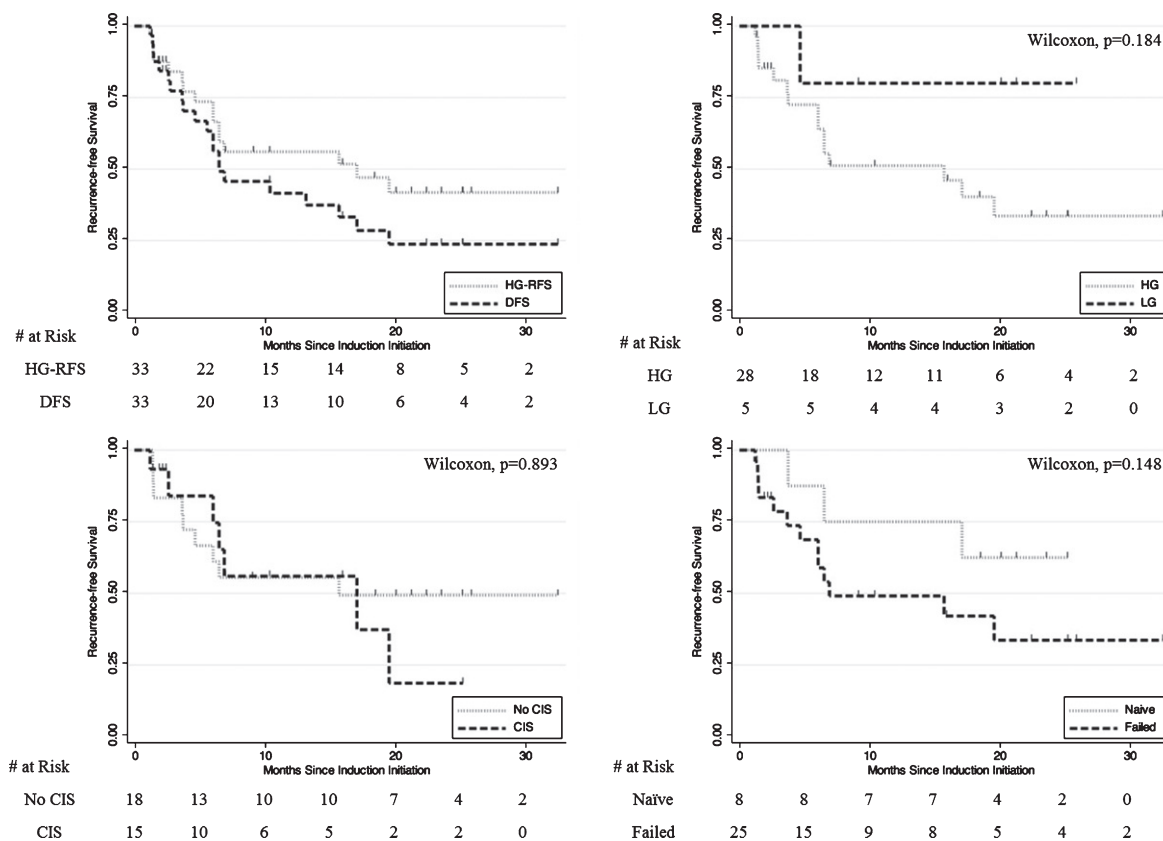 1.00
0.75
0.50
0.25
0.00
Recurrence-free Survival
HG-RFS
DFS
0 10 20 30
Months Since Induction Initiation
# at Risk
HG-RFS 33 22 15 14 8 5 2
DFS 33 20 13 10 6 4 2
Wilcoxon, p=0.184
1.00
0.75
0.50
0.25
0.00
Recurrence-free Survival
HG
LG
0 10 20 30
Months Since Induction Initiation
# at Risk
HG 28 18 12 11 6 4 2
LG 5 5 4 4 3 2 0
Wilcoxon, p=0.893
1.00
0.75
0.50
0.25
0.00
Recurrence-free Survival
No CIS
CIS
0 10 20 30
Months Since Induction Initiation
# at Risk
No CIS 18 13 10 10 7 4 2
CIS 15 10 6 5 2 2 0
Wilcoxon, p=0.148
1.00
0.75
0.50
0.25
0.00
Recurrence-free Survival
Naive
Failed
0 10 20 30
Months Since Induction Initiation
# at Risk
Naïve 8 8 7 7 4 2 0
Failed 25 15 9 8 5 4 2